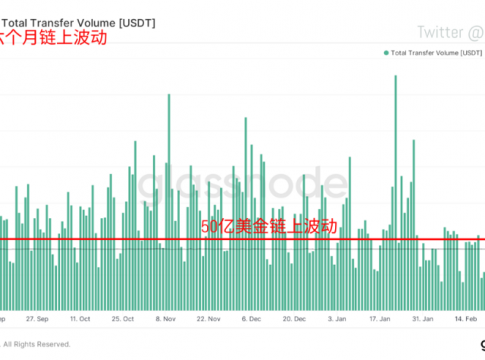 Total Transfer Volume [USDT]
个月链上波动
Twitter @
Total Transfer Volume [USDT]
glassnode
50亿美金链上波动
27. Sep
11. Oct
25. Oct
8. Nov
22. Nov
6. Dec
20. Dec
3. Jan
17. Jan
31. Jan
14. Feb
. All Rights Reserved.